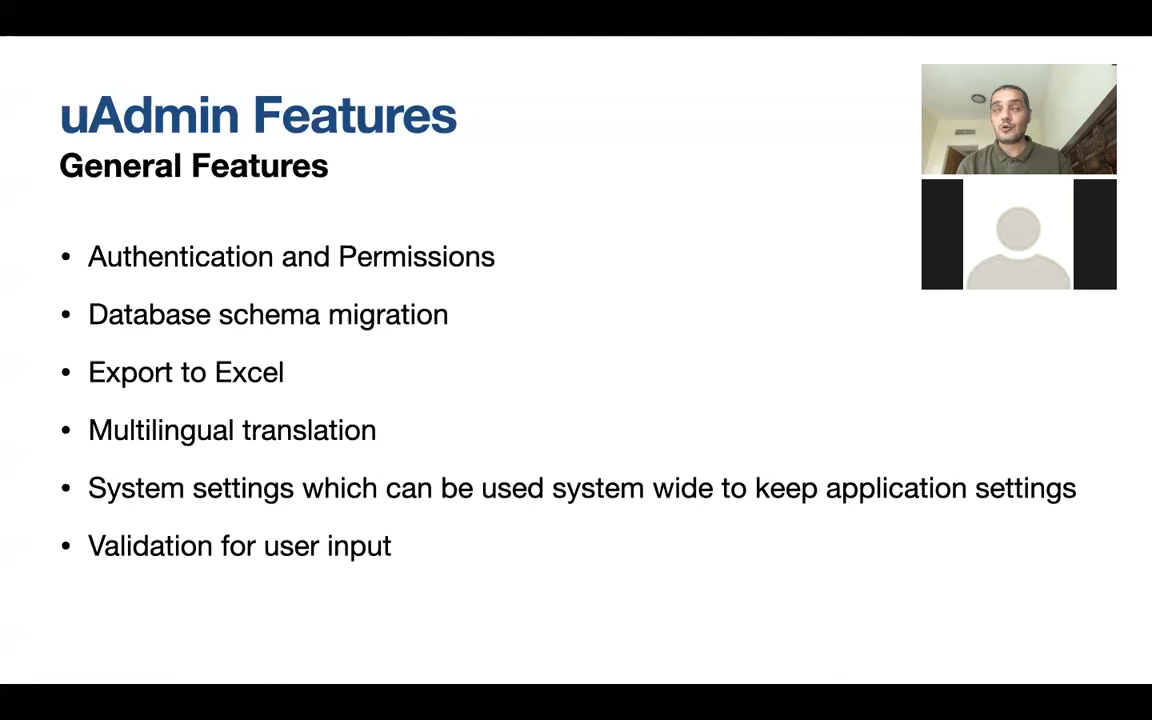 uAdmin Features
General Features
• Authentication and Permissions
• Database schema migration
• Export to Excel
• Multilingual translation
• System settings which can be used system wide to keep application settings
• Validation for user input